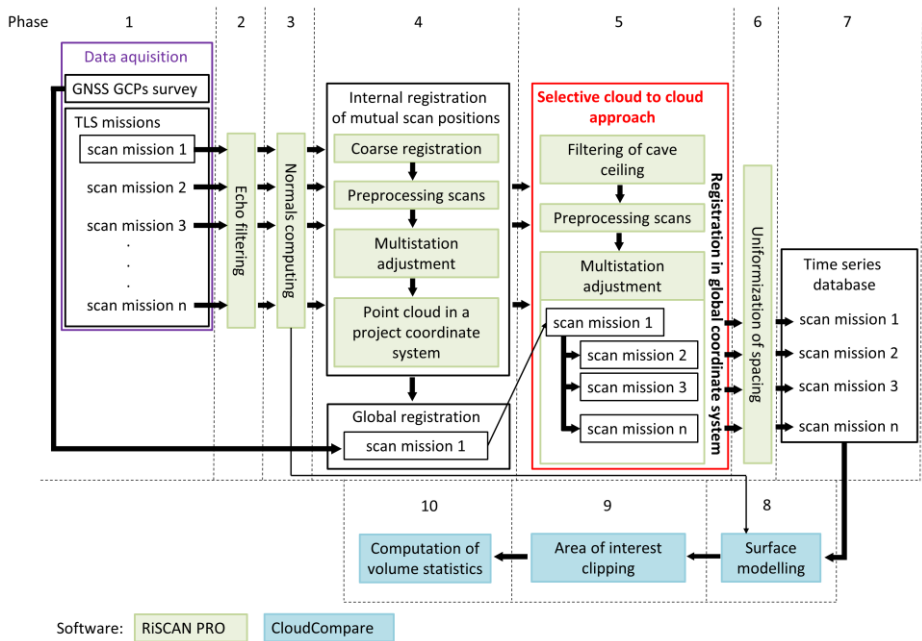 Phase 1 2 3 4 5 6 7
Data aquisition
GNSS GCPs survey
TLS missions
scan mission 1
scan mission 2
scan mission 3
.
.
.
scan mission n
Echo filtering
Normals computing
Internal registration
of mutual scan positions
Coarse registration
Preprocessing scans
Multistation
adjustment
Point cloud in a
project coordinate
system
Global registration
scan mission 1
Selective cloud to cloud
approach
Filtering of cave
ceiling
Preprocessing scans
Multistation
adjustment
scan mission 1
scan mission 2
scan mission 3
scan mission n
Registration in global coordinate system
Uniformization of spacing
Time series
database
scan mission 1
scan mission 2
scan mission 3
scan mission n
10 9 8
Computation of
volume statistics
Area of interest
clipping
Surface
modelling
Software: RiSCAN PRO CloudCompare